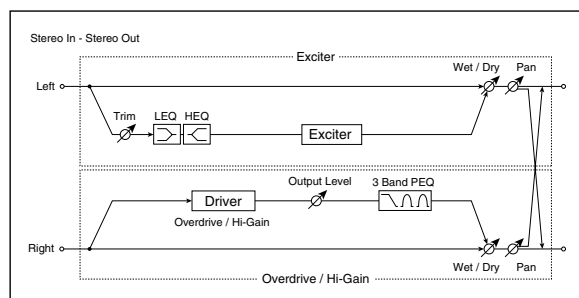 Stereo In - Stereo Out
Exciter
Wet / Dry
Pan
Left
Trim
LEQ
HEQ
Exciter
Driver
Output Level
3 Band PEQ
Overdrive / Hi-Gain
Right
Wet / Dry
Pan
Overdrive / Hi-Gain